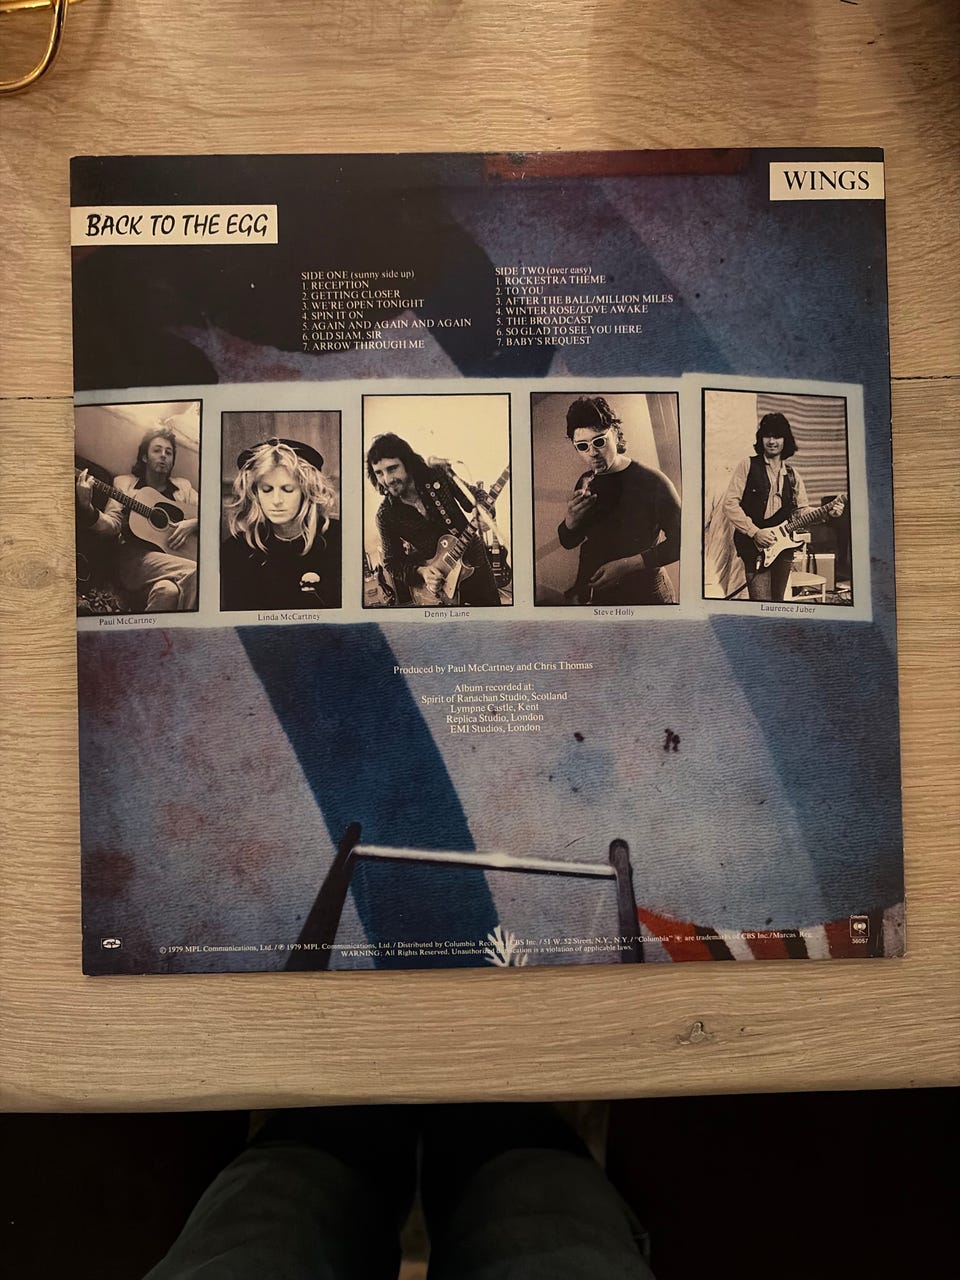 WINGS
BACK TO THE EGG
SIDE ONE (sunny side up)
1. RECEPTION
2. GETTING CLOSER
3. WE'RE OPEN TONIGHT
4. SPIN IT ON
5. AGAIN AND AGAIN AND AGAIN
6. OLD SIAM, SIR
7. ARROW THROUGH ME
SIDE TWO (over easy)
1. ROCKESTRA THEME
2. TO YOU
3. AFTER THE BALL/MILLION MILES
4. WINTER ROSE/LOVE AWAKE
5. THE BROADCAST
6. SO GLAD TO SEE YOU HERE
7. BABY'S REQUEST
Paul McCartney
Linda McCartney
Denny Laine
Steve Holly
Laurence Juber
Produced by Paul McCartney and Chris Thomas
Album recorded at:
Spirit of Ranachan Studio, Scotland
Lympne Castle, Kent
Replica Studio, London
EMI Studios, London
© 1979 MPL Communications, Ltd. / ℗ 1979 MPL Communications, Ltd. / Distributed by Columbia Records/CBS Inc. / 51 W. 52 Street, N.Y., N.Y. / "Columbia" are trademarks of CBS Inc./Marcas Reg.
WARNING: All Rights Reserved. Unauthorized duplication is a violation of applicable laws.
Columbia
36057